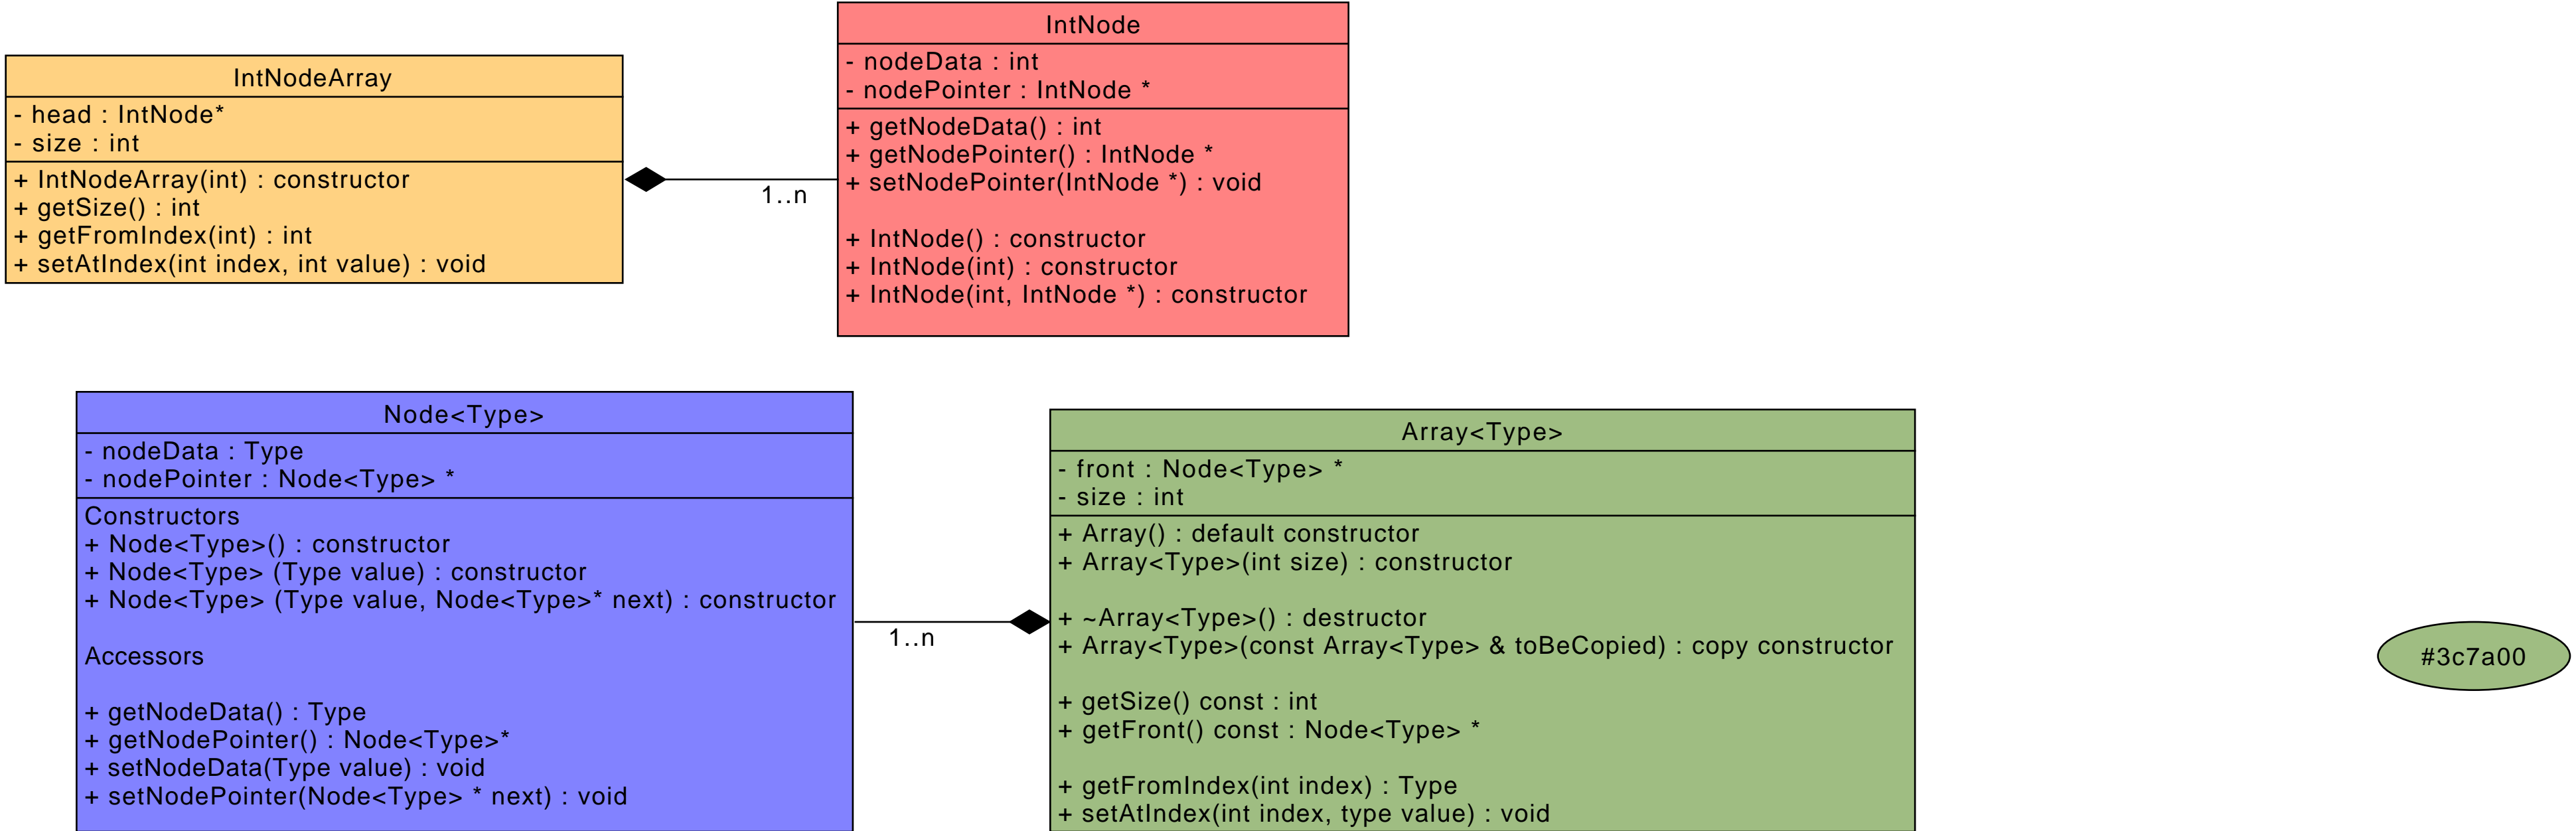 IntNodeArray
- head : IntNode*
- size : int
+ IntNodeArray(int) : constructor
+ getSize() : int
+ getFromIndex(int) : int
+ setAtIndex(int index, int value) : void
1..n
IntNode
- nodeData : int
- nodePointer : IntNode *
+ getNodeData() : int
+ getNodePointer() : IntNode *
+ setNodePointer(IntNode *) : void
+ IntNode() : constructor
+ IntNode(int) : constructor
+ IntNode(int, IntNode *) : constructor
Node<Type>
- nodeData : Type
- nodePointer : Node<Type> *
Constructors
+ Node<Type>() : constructor
+ Node<Type> (Type value) : constructor
+ Node<Type> (Type value, Node<Type>* next) : constructor
Accessors
+ getNodeData() : Type
+ getNodePointer() : Node<Type>*
+ setNodeData(Type value) : void
+ setNodePointer(Node<Type> * next) : void
1..n
Array<Type>
- front : Node<Type> *
- size : int
+ Array() : default constructor
+ Array<Type>(int size) : constructor
+ ~Array<Type>() : destructor
+ Array<Type>(const Array<Type> & toBeCopied) : copy constructor
+ getSize() const : int
+ getFront() const : Node<Type> *
+ getFromIndex(int index) : Type
+ setAtIndex(int index, type value) : void
#3c7a00